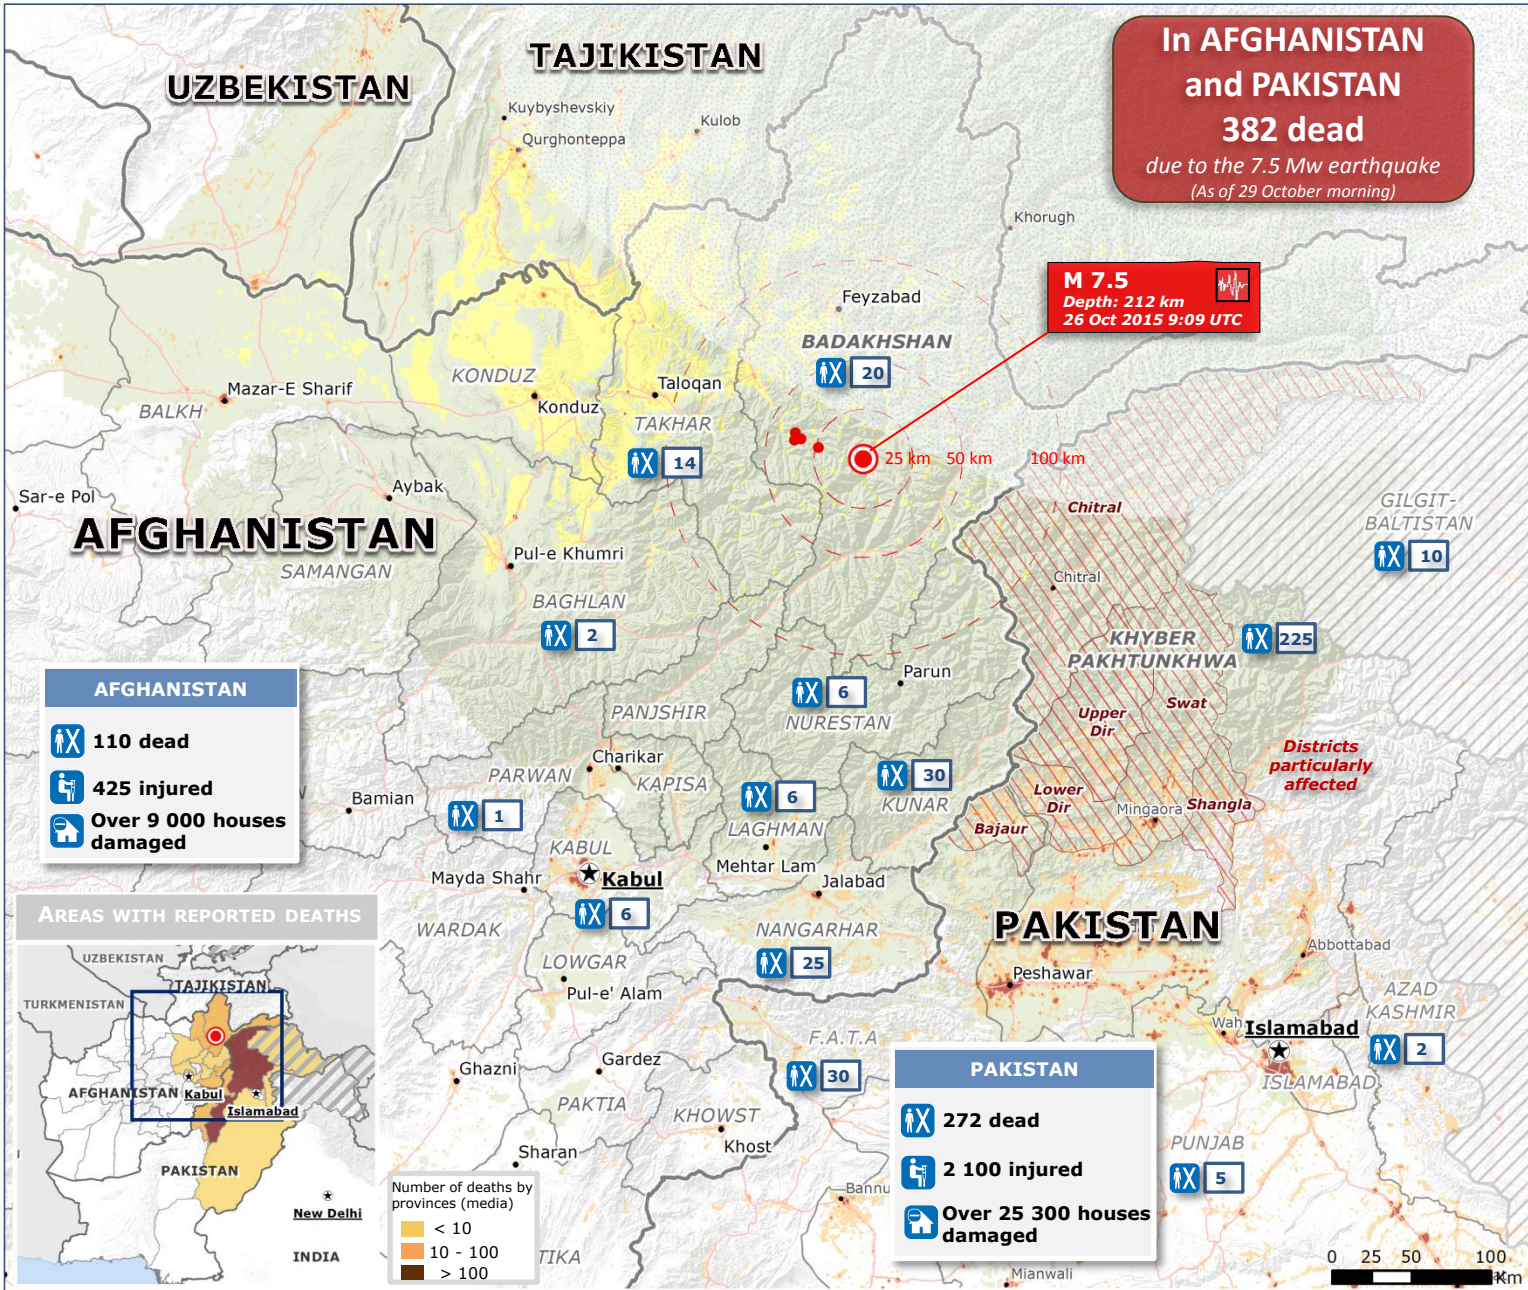 In AFGHANISTAN
and PAKISTAN
382 dead
due to the 7.5 Mw earthquake
(As of 29 October morning)
TAJIKISTAN
UZBEKISTAN
Kuybyshevskiy
Kulob
Qurghonteppa
Khorugh
M 7.5
Depth: 212 km
26 Oct 2015 9:09 UTC
Feyzabad
BADAKHSHAN
20
KONDUZ
Taloqan
Mazar-E Sharif
BALKH
Konduz
TAKHAR
14
25 km
50 km
100 km
Sar-e Pol
Aybak
Chitral
GILGIT-
BALTISTAN
10
AFGHANISTAN
Pul-e Khumri
SAMANGAN
Chitral
BAGHLAN
2
KHYBER
PAKHTUNKHWA
225
Parun
6
NURESTAN
Swat
Upper
Dir
PANJSHIR
AFGHANISTAN
110 dead
425 injured
Over 9 000 houses
damaged
Charikar
PARWAN
KAPISA
Bamian
1
30
KUNAR
6
LAGHMAN
Districts
particularly
affected
Lower
Dir
Mingaora
Shangla
Bajaur
KABUL
Mehtar Lam
Mayda Shahr
Kabul
Jalabad
6
WARDAK
NANGARHAR
25
PAKISTAN
Abbottabad
LOWGAR
Pul-e' Alam
Peshawar
AZAD
KASHMIR
2
Wah
Islamabad
ISLAMABAD
F.A.T.A
30
Gardez
Ghazni
PAKTIA
KHOWST
Khost
Sharan
TIKA
PAKISTAN
272 dead
2 100 injured
Over 25 300 houses
damaged
PUNJAB
5
Bannu
Mianwali
AREAS WITH REPORTED DEATHS
UZBEKISTAN
TAJIKISTAN
TURKMENISTAN
AFGHANISTAN
Kabul
Islamabad
PAKISTAN
New Delhi
INDIA
Number of deaths by
provinces (media)
< 10
10 - 100
> 100
0 25 50 100
Km